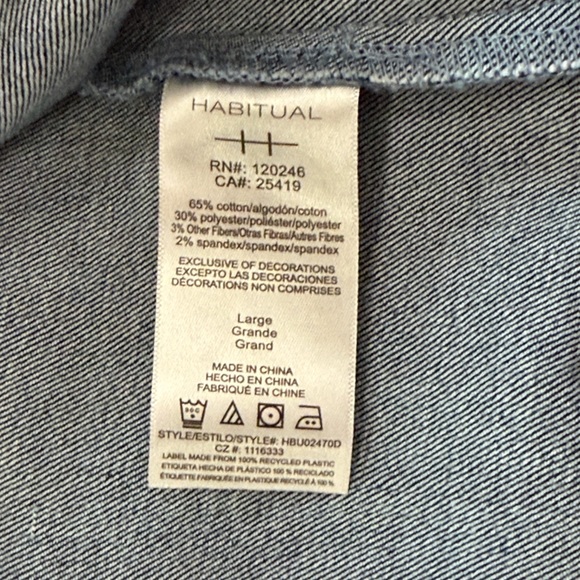 HABITUAL
RN#: 120246
CA#: 25419
65% cotton/algodón/coton
30% polyester/poliéster/polyester
3% Other Fibers/Otras Fibras/Autres Fibres
2% spandex/spandex/spandex
EXCLUSIVE OF DECORATIONS
EXCEPTO LAS DECORACIONES
DÉCORATIONS NON COMPRISES
Large
Grande
Grand
MADE IN CHINA
HECHO EN CHINA
FABRIQUÉ EN CHINE
STYLE/ESTILO/STYLE#: HBU02470D
CZ #: 1116333
LABEL MADE FROM 100% RECYCLED PLASTIC
ETIQUETA HECHA DE PLÁSTICO 100 % RECICLADO
ÉTIQUETTE FABRIQUÉE EN PLASTIQUE RECYCLÉ À 100 %